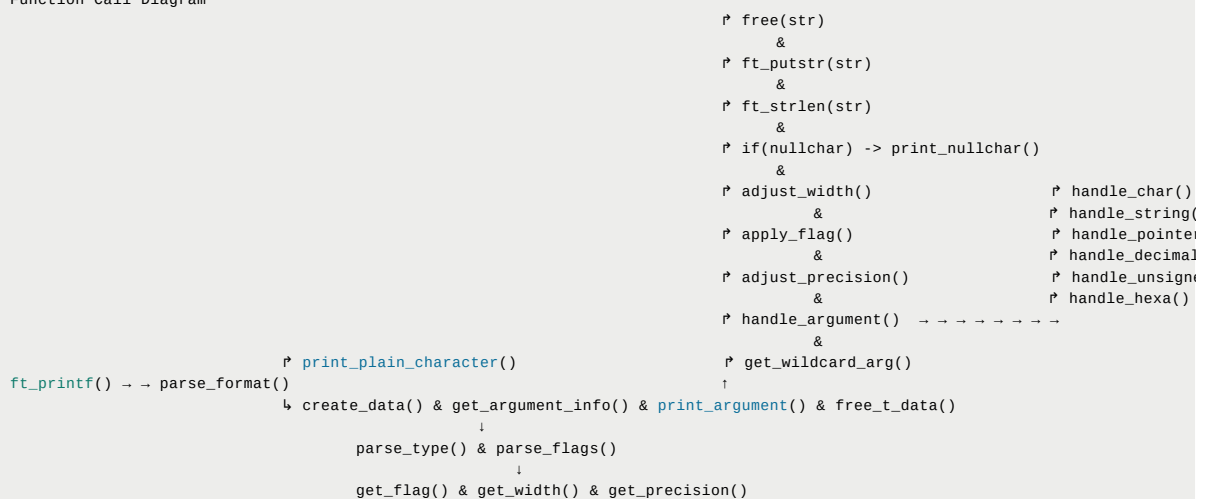 Function Call Diagram
↱ free(str)
&
↱ ft_putstr(str)
&
↱ ft_strlen(str)
&
↱ if(nullchar) -> print_nullchar()
&
↱ adjust_width() ↱ handle_char()
& ↱ handle_string(
↱ apply_flag() ↱ handle_pointer
& ↱ handle_decimal
↱ adjust_precision() ↱ handle_unsigne
& ↱ handle_hexa()
↱ handle_argument() → → → → → → → →
&
↱ print_plain_character() ↱ get_wildcard_arg()
ft_printf() → → parse_format() ↑
↳ create_data() & get_argument_info() & print_argument() & free_t_data()
↓
parse_type() & parse_flags()
↓
get_flag() & get_width() & get_precision()